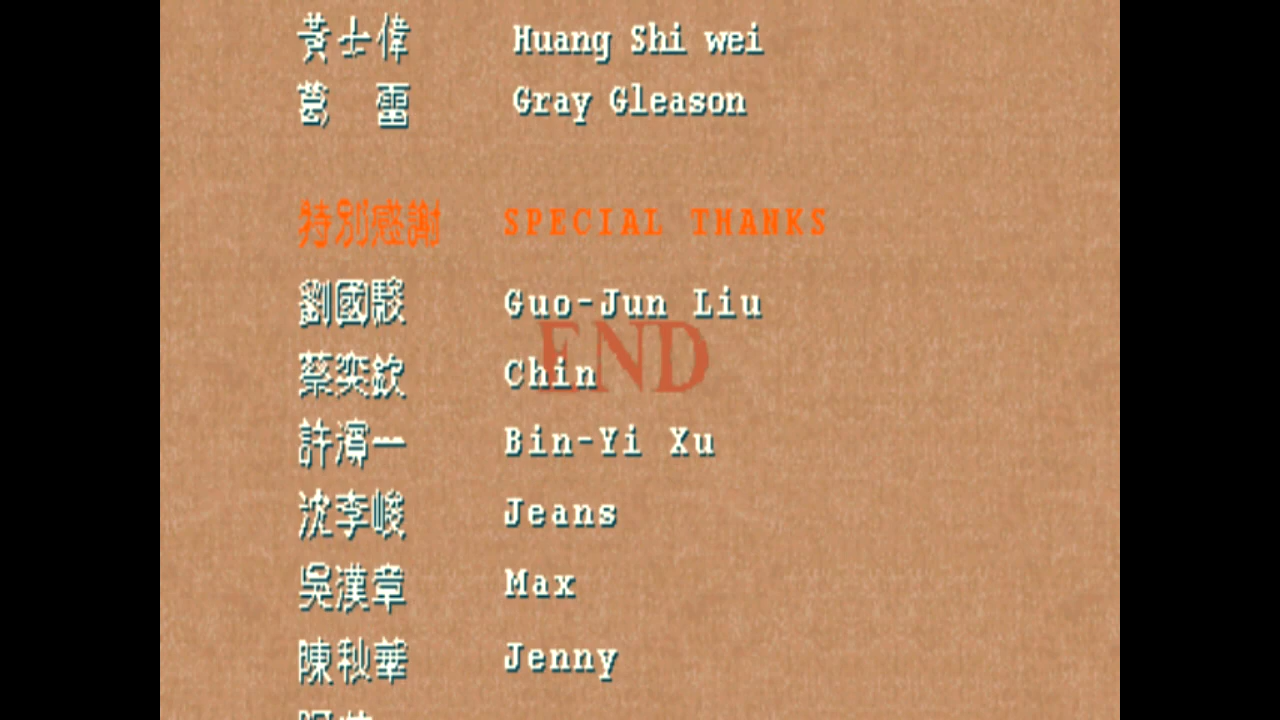 黃士偉 Huang Shi wei
葛雷 Gray Gleason
特別感謝 SPECIAL THANKS
劉國駿 Guo-Jun Liu
END
蔡奕欽 Chin
許濱一 Bin-Yi Xu
沈李峻 Jeans
吳漢章 Max
陳秋華 Jenny